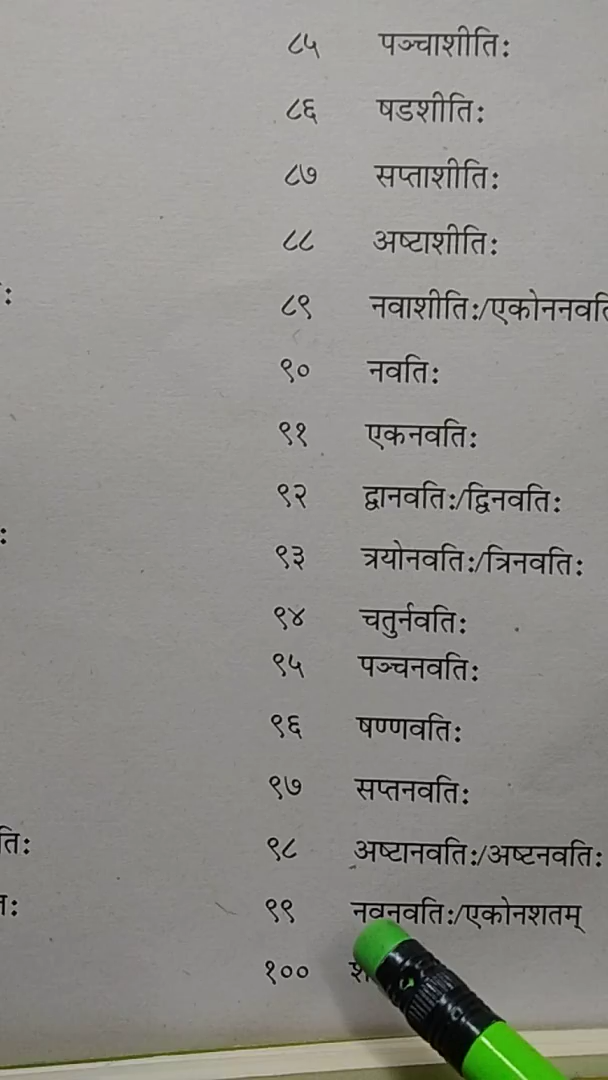 ८५ पञ्चाशीतिः
८६ षडशीतिः
८७ सप्ताशीतिः
८८ अष्टाशीतिः
८९ नवाशीतिः/एकोननवति
९० नवतिः
९१ एकनवतिः
९२ द्वानवतिः/द्विनवतिः
९३ त्रयोनवतिः/त्रिनवतिः
९४ चतुर्नवतिः
९५ पञ्चनवतिः
९६ षण्णवतिः
९७ सप्तनवतिः
तिः ९८ अष्टानवतिः/अष्टनवतिः
९९ नवनवतिः/एकोनशतम्
१००